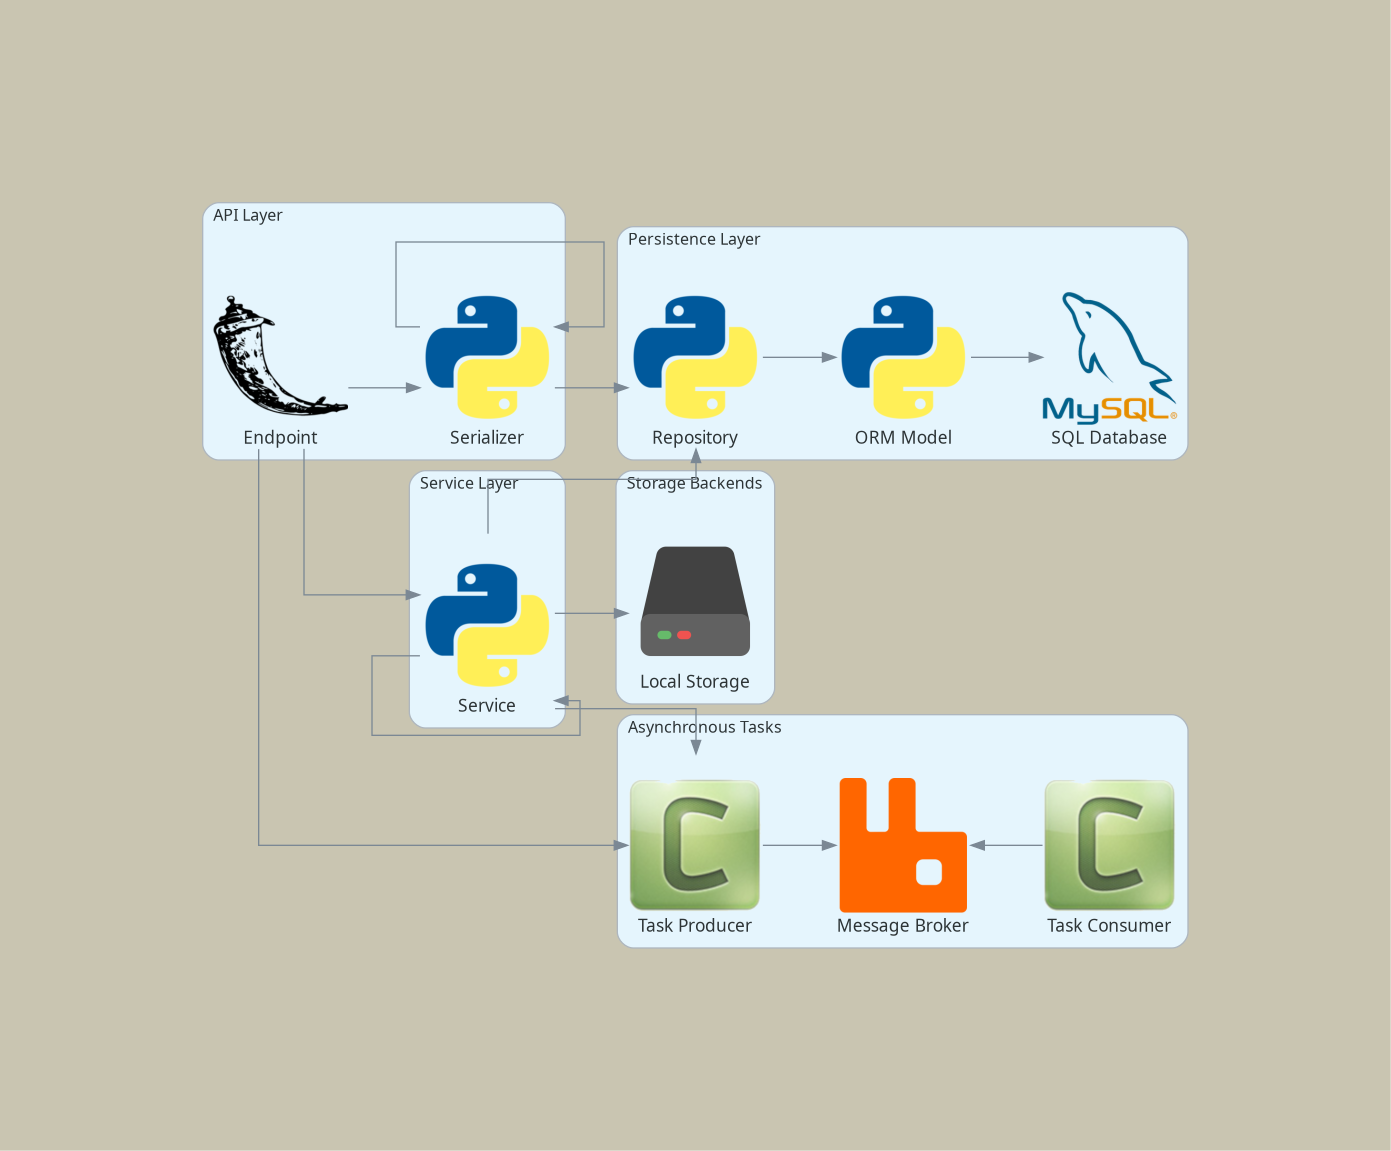 API Layer
Persistence Layer
MySQL®
Endpoint
Serializer
Repository
ORM Model
SQL Database
Service Layer
Storage Backends
Local Storage
Service
Asynchronous Tasks
C
C
Task Producer
Message Broker
Task Consumer